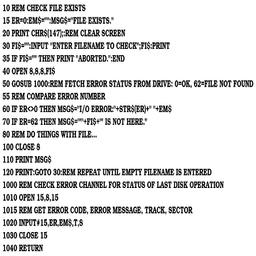 10 REM CHECK FILE EXISTS
15 ER=0:EM$="":MSG$="FILE EXISTS."
20 PRINT CHR$(147);:REM CLEAR SCREEN
30 FI$="":INPUT "ENTER FILENAME TO CHECK";FI$:PRINT
35 IF FI$="" THEN PRINT "ABORTED.":END
40 OPEN 8,8,8,FI$
50 GOSUB 1000:REM FETCH ERROR STATUS FROM DRIVE: 0=OK, 62=FILE NOT FOUND
55 REM COMPARE ERROR NUMBER
60 IF ER<>0 THEN MSG$="I/O ERROR:"+STR$(ER)+" "+EM$
70 IF ER=62 THEN MSG$="'"+FI$+"' IS NOT HERE."
80 REM DO THINGS WITH FILE...
100 CLOSE 8
110 PRINT MSG$
120 PRINT:GOTO 30:REM REPEAT UNTIL EMPTY FILENAME IS ENTERED
1000 REM CHECK ERROR CHANNEL FOR STATUS OF LAST DISK OPERATION
1010 OPEN 15,8,15
1015 REM GET ERROR CODE, ERROR MESSAGE, TRACK, SECTOR
1020 INPUT#15,ER,EM$,T,S
1030 CLOSE 15
1040 RETURN